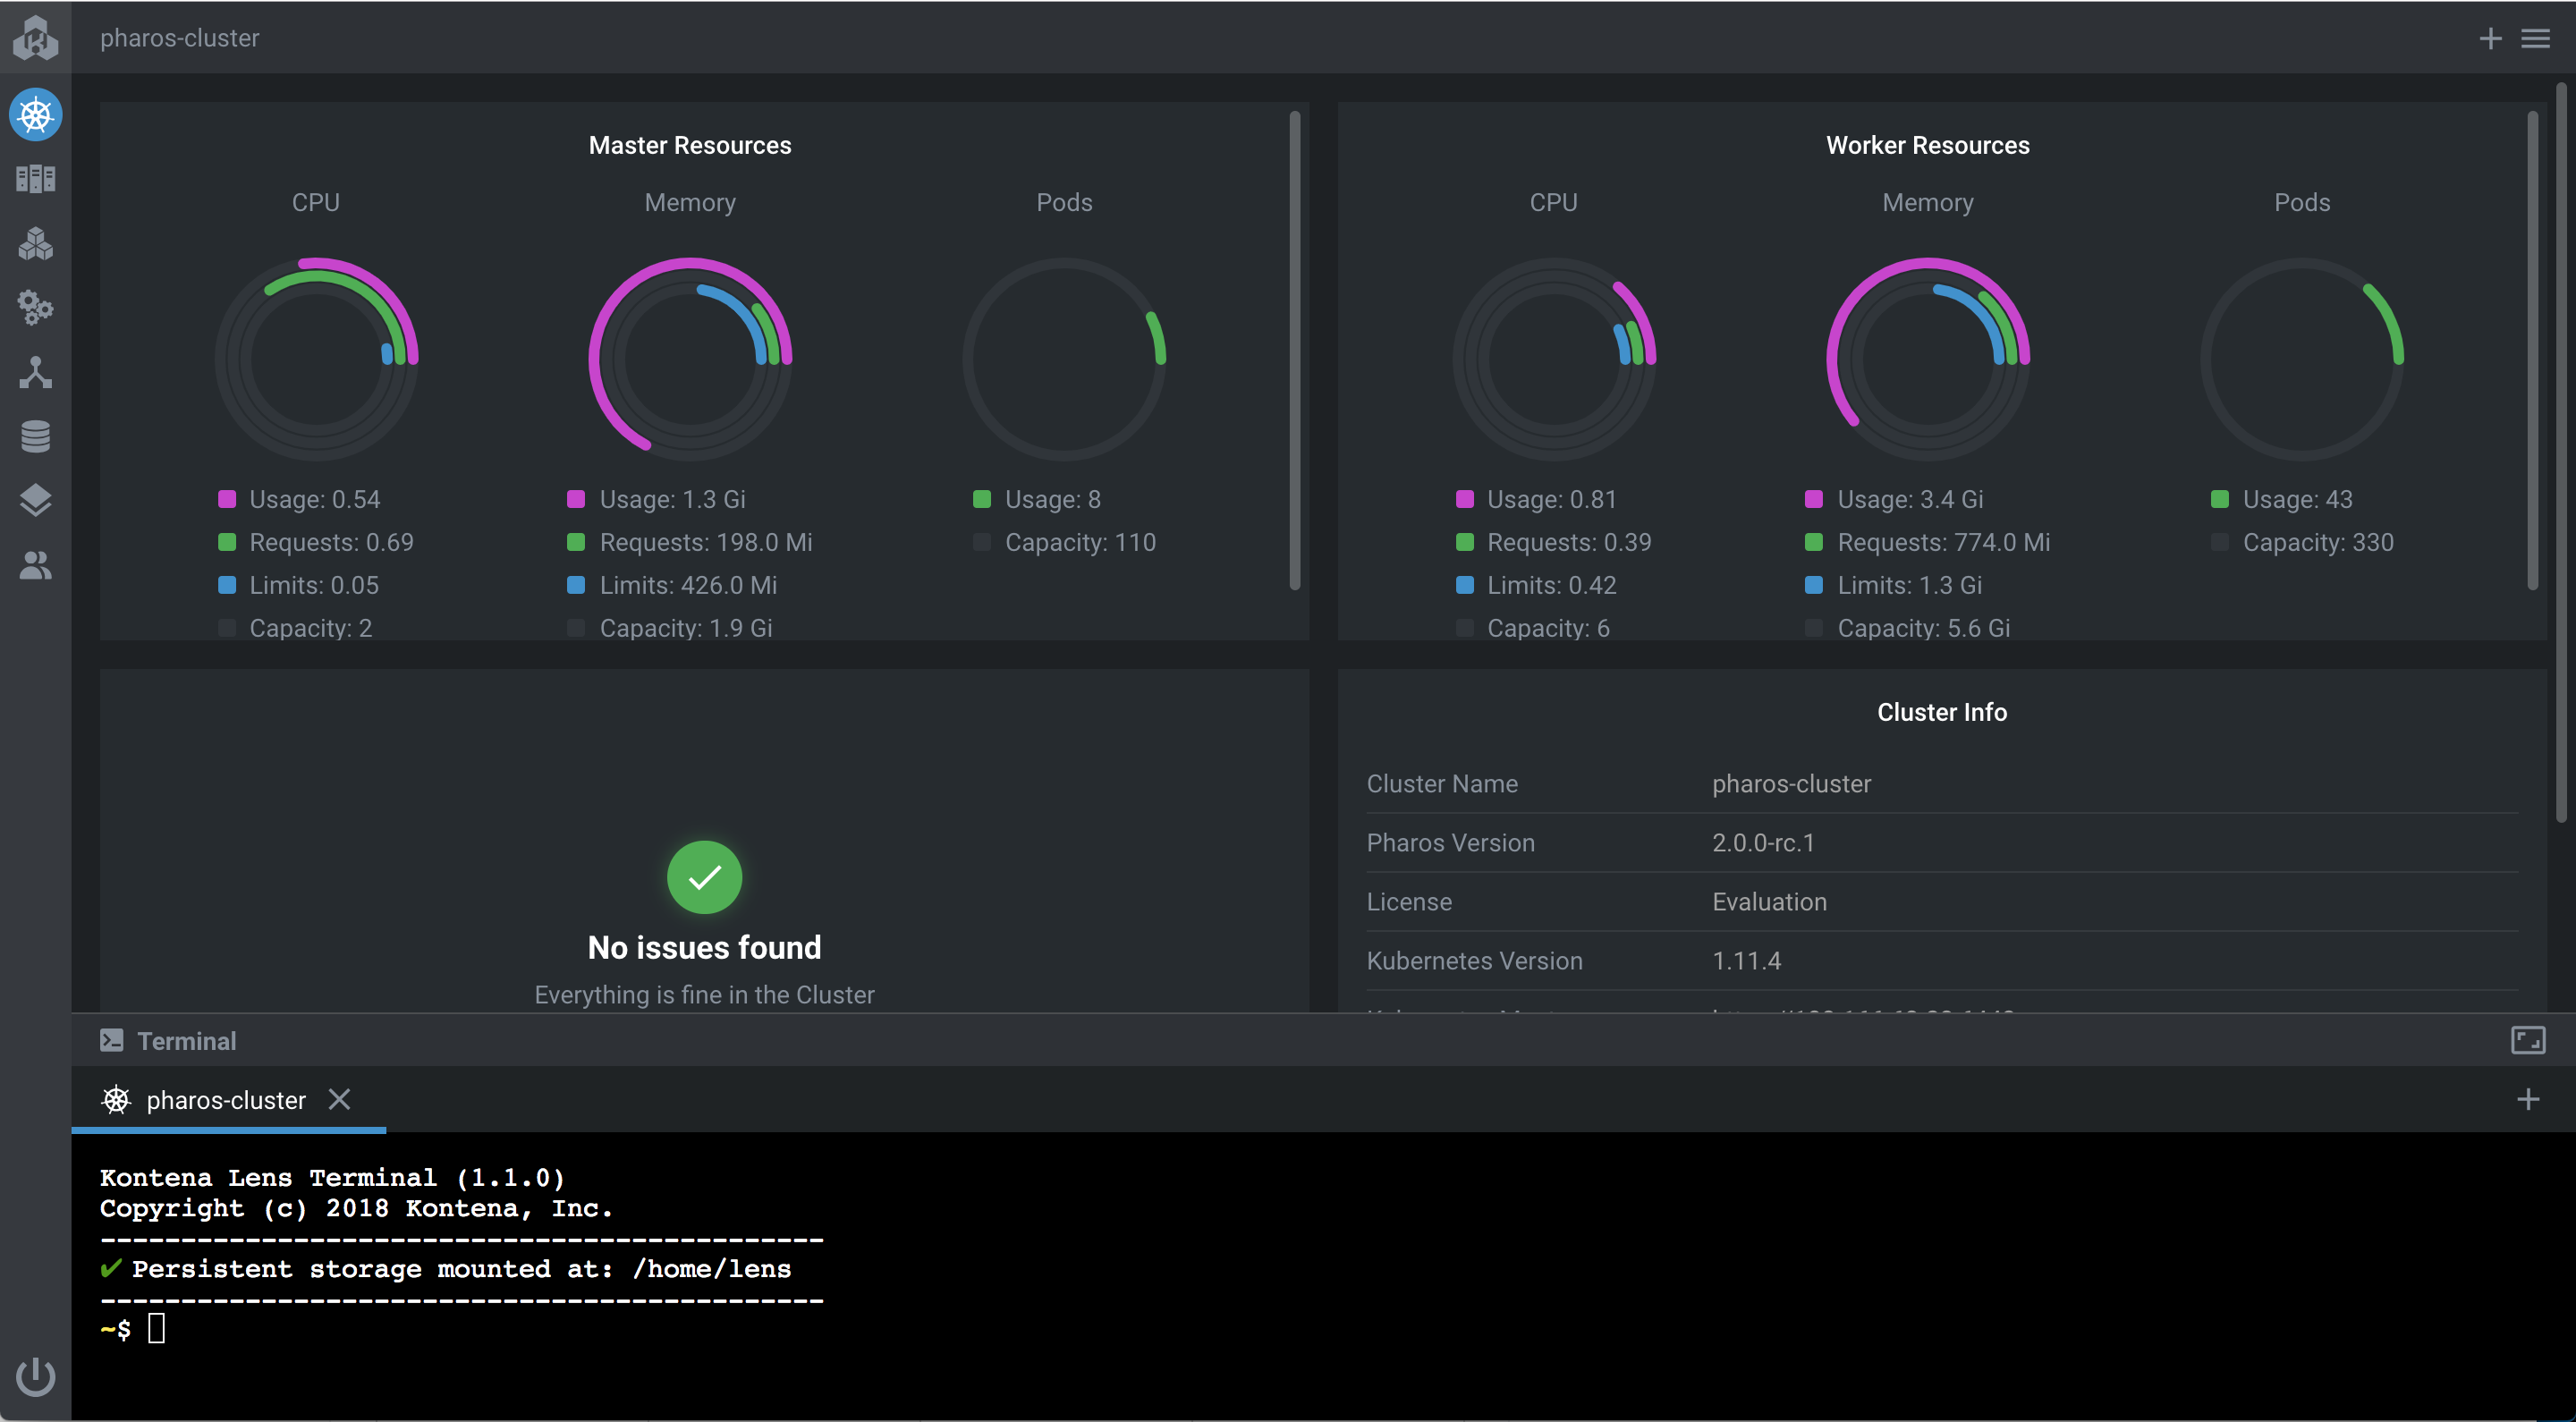 pharos-cluster
Master Resources
CPU
Memory
Pods
Usage: 0.54
Requests: 0.69
Limits: 0.05
Capacity: 2
Usage: 1.3 Gi
Requests: 198.0 Mi
Limits: 426.0 Mi
Capacity: 1.9 Gi
Usage: 8
Capacity: 110
Worker Resources
CPU
Memory
Pods
Usage: 0.81
Requests: 0.39
Limits: 0.42
Capacity: 6
Usage: 3.4 Gi
Requests: 774.0 Mi
Limits: 1.3 Gi
Capacity: 5.6 Gi
Usage: 43
Capacity: 330
No issues found
Everything is fine in the Cluster
Cluster Info
Cluster Name pharos-cluster
Pharos Version 2.0.0-rc.1
License Evaluation
Kubernetes Version 1.11.4
Terminal
pharos-cluster
Kontena Lens Terminal (1.1.0)
Copyright (c) 2018 Kontena, Inc.
---------------------------------------------
✔ Persistent storage mounted at: /home/lens
---------------------------------------------
~$